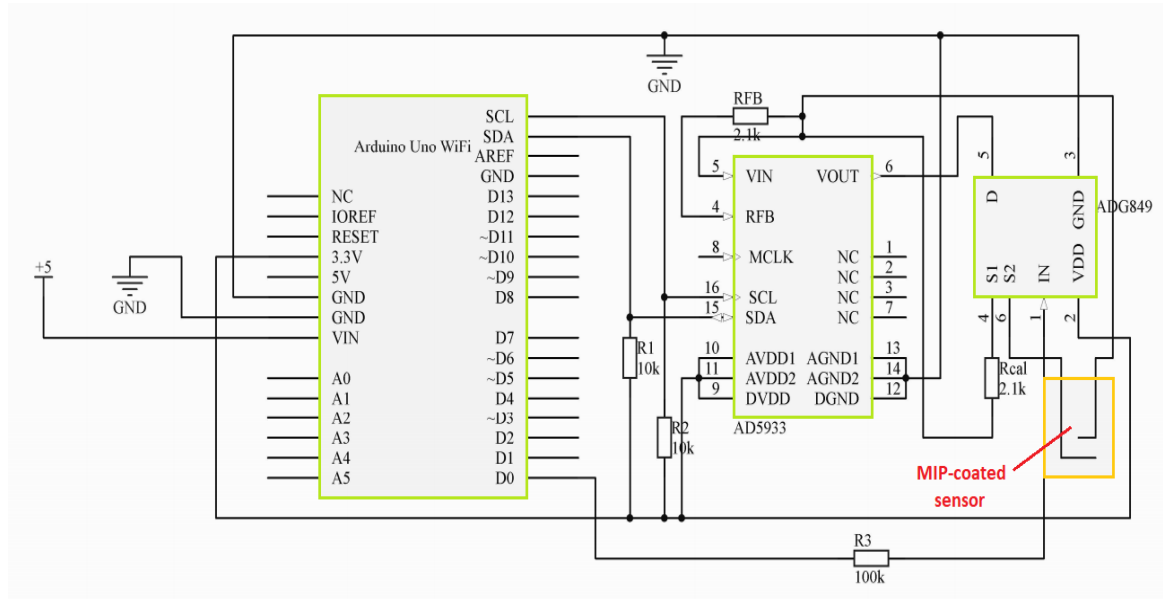 GND
+5
GND
Arduino Uno WiFi
NC
IOREF
RESET
3.3V
5V
GND
GND
VIN
A0
A1
A2
A3
A4
A5
SCL
SDA
AREF
GND
D13
D12
~D11
~D10
~D9
D8
D7
~D6
~D5
D4
~D3
D2
D1
D0
R1
10k
R2
10k
RFB
2.1k
5 VIN
4 RFB
8 MCLK
16 SCL
15 SDA
10 AVDD1
11 AVDD2
9 DVDD
VOUT 6
NC 1
NC 2
NC 3
NC 7
AGND1 13
AGND2 14
DGND 12
AD5933
5 3
D GND
ADG849
S1 S2 IN VDD
4 6 1 2
Rcal
2.1k
MIP-coated
sensor
R3
100k